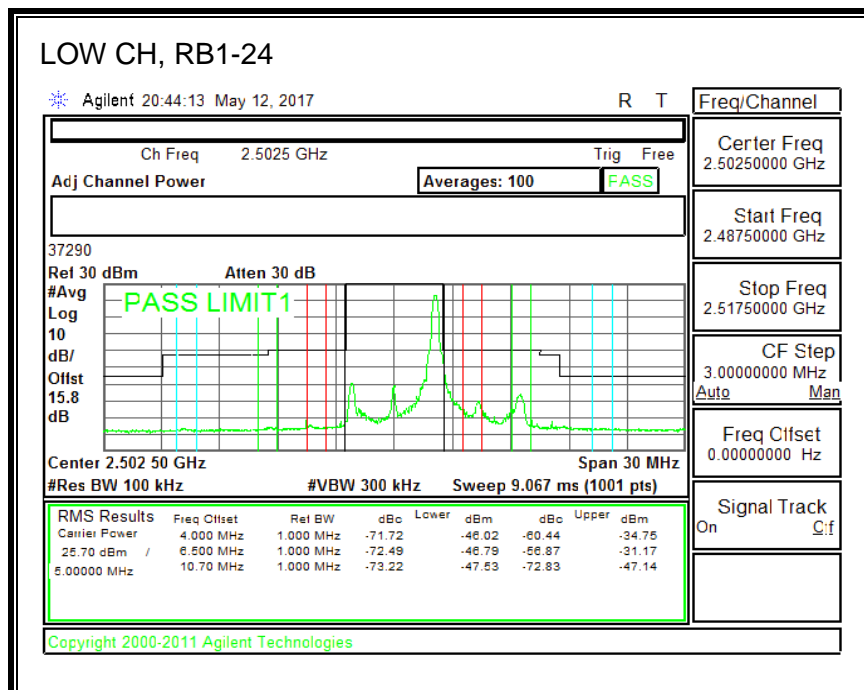 LOW CH, RB1-24
Agilent 20:44:13 May 12, 2017 R T
Freq/Channel
Ch Freq 2.5025 GHz Trig Free
Adj Channel Power Averages: 100 PASS
37290
Ref 30 dBm Atten 30 dB
#Avg
Log
10
dB/
Offst
15.8
dB
PASS LIMIT1
Center 2.502 50 GHz Span 30 MHz
#Res BW 100 kHz #VBW 300 kHz Sweep 9.067 ms (1001 pts)
RMS Results Freq Offset Ref BW dBc Lower dBm dBc Upper dBm
Carrier Power 4.000 MHz 1.000 MHz -71.72 -46.02 -60.44 -34.75
25.70 dBm / 6.500 MHz 1.000 MHz -72.49 -46.79 -56.87 -31.17
5.00000 MHz 10.70 MHz 1.000 MHz -73.22 -47.53 -72.83 -47.14
Center Freq
2.50250000 GHz
Start Freq
2.48750000 GHz
Stop Freq
2.51750000 GHz
CF Step
3.00000000 MHz
Auto Man
Freq Offset
0.00000000 Hz
Signal Track
On Off
Copyright 2000-2011 Agilent Technologies